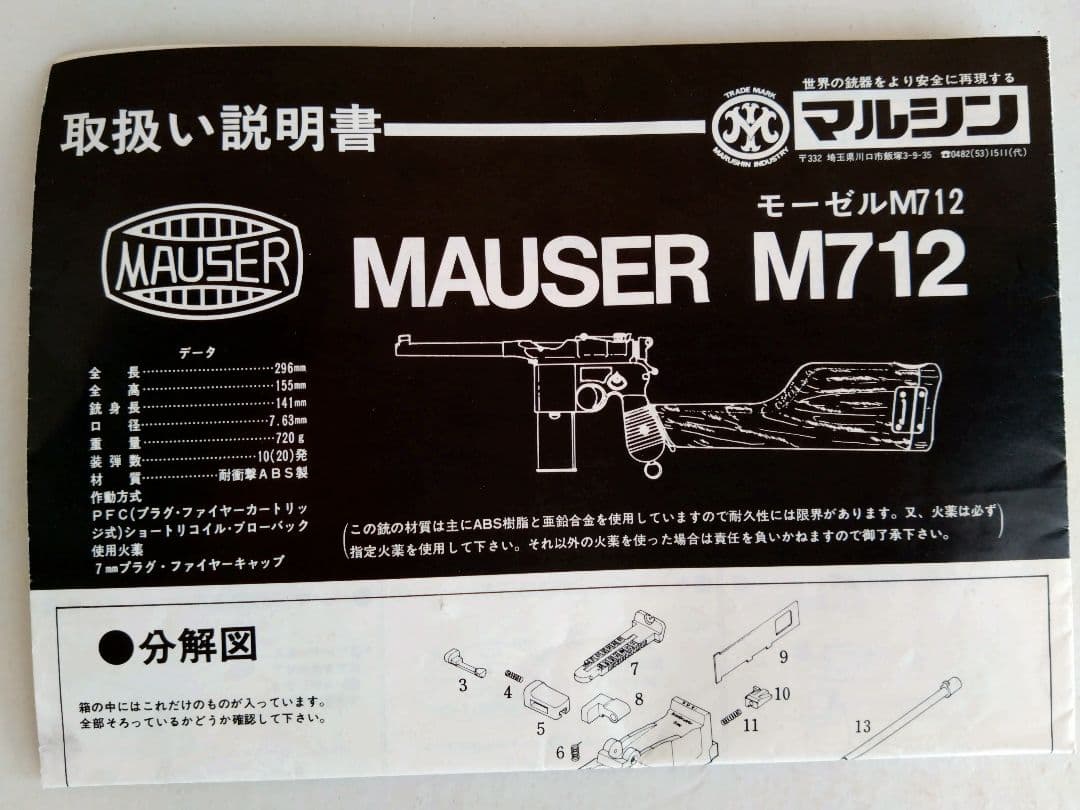 取扱い説明書
TRADE MARK
MARUSHIN INDUSTRY
世界の銃器をより安全に再現する
マルシン
〒332 埼玉県川口市飯塚3-9-35 ☎0482(53)1511(代)
MAUSER
モーゼルM712
MAUSER M712
データ
全長 296mm
全高 155mm
銃身長 141mm
口径 7.63mm
重量 720g
装弾数 10(20)発
材質 耐衝撃ABS製
作動方式
PFC(プラグ・ファイヤーカートリッ
ジ式)ショートリコイル・ブローバック
使用火薬
7mmプラグ・ファイヤーキャップ
(この銃の材質は主にABS樹脂と亜鉛合金を使用していますので耐久性には限界があります。又、火薬は必ず
指定火薬を使用して下さい。それ以外の火薬を使った場合は責任を負いかねますので御了承下さい。)
●分解図
箱の中にはこれだけのものが入っています。
全部そろっているかどうか確認して下さい。
3
4
5
6
7
8
9
10
11
13